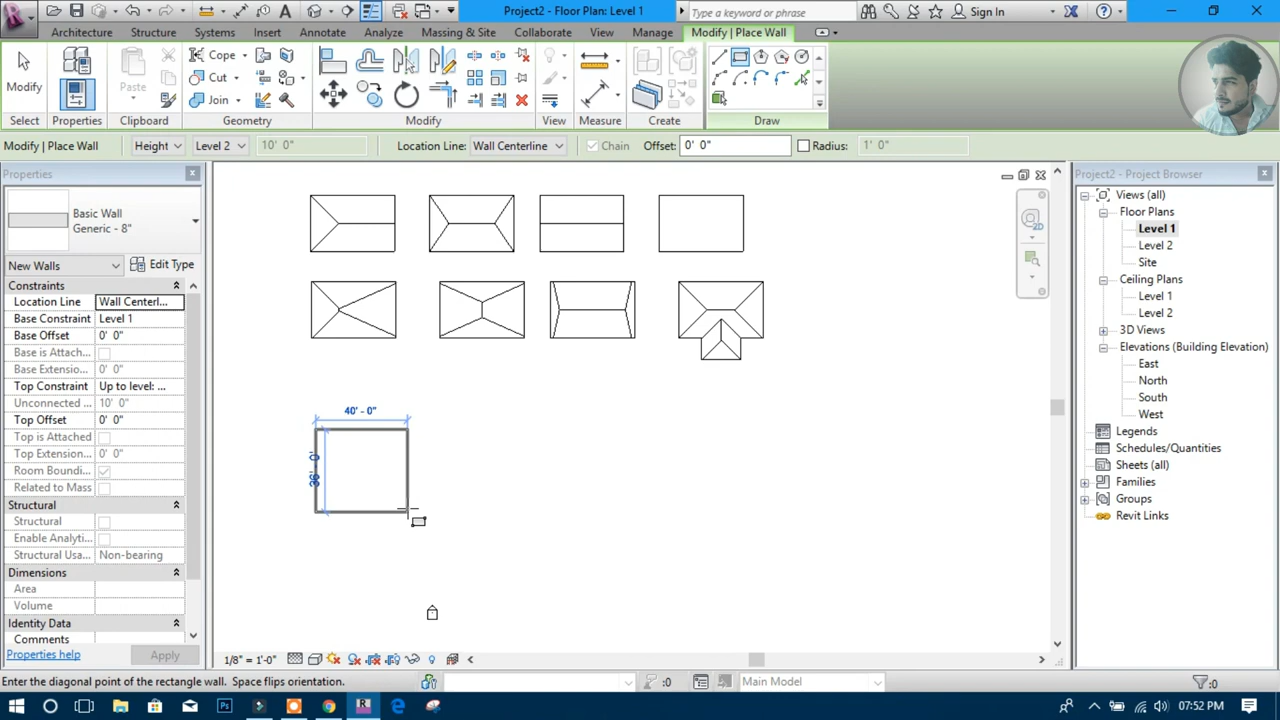 Project2 - Floor Plan: Level 1
Type a keyword or phrase
Sign In
Architecture
Structure
Systems
Insert
Annotate
Analyze
Massing & Site
Collaborate
View
Manage
Modify | Place Wall
Modify
Paste
Cope
Cut
Join
Select
Properties
Clipboard
Geometry
Modify
View
Measure
Create
Draw
Modify | Place Wall
Height
Level 2
10' 0"
Location Line:
Wall Centerline
Chain
Offset:
0' 0"
Radius:
1' 0"
Properties
Basic Wall
Generic - 8"
New Walls
Edit Type
Constraints
Location Line Wall Centerl...
Base Constraint Level 1
Base Offset 0' 0"
Base is Attach...
Base Extension... 0' 0"
Top Constraint Up to level: ...
Unconnected ... 10' 0"
Top Offset 0' 0"
Top is Attached
Top Extension... 0' 0"
Room Boundi...
Related to Mass
Structural
Structural
Enable Analyti...
Structural Usa... Non-bearing
Dimensions
Area
Volume
Identity Data
Comments
Properties help
Apply
40' - 0"
36' - 0"
2D
Project2 - Project Browser
Views (all)
Floor Plans
Level 1
Level 2
Site
Ceiling Plans
Level 1
Level 2
3D Views
Elevations (Building Elevation)
East
North
South
West
Legends
Schedules/Quantities
Sheets (all)
Families
Groups
Revit Links
1/8" = 1'-0"
Enter the diagonal point of the rectangle wall. Space flips orientation.
:0
Main Model
:0
07:52 PM